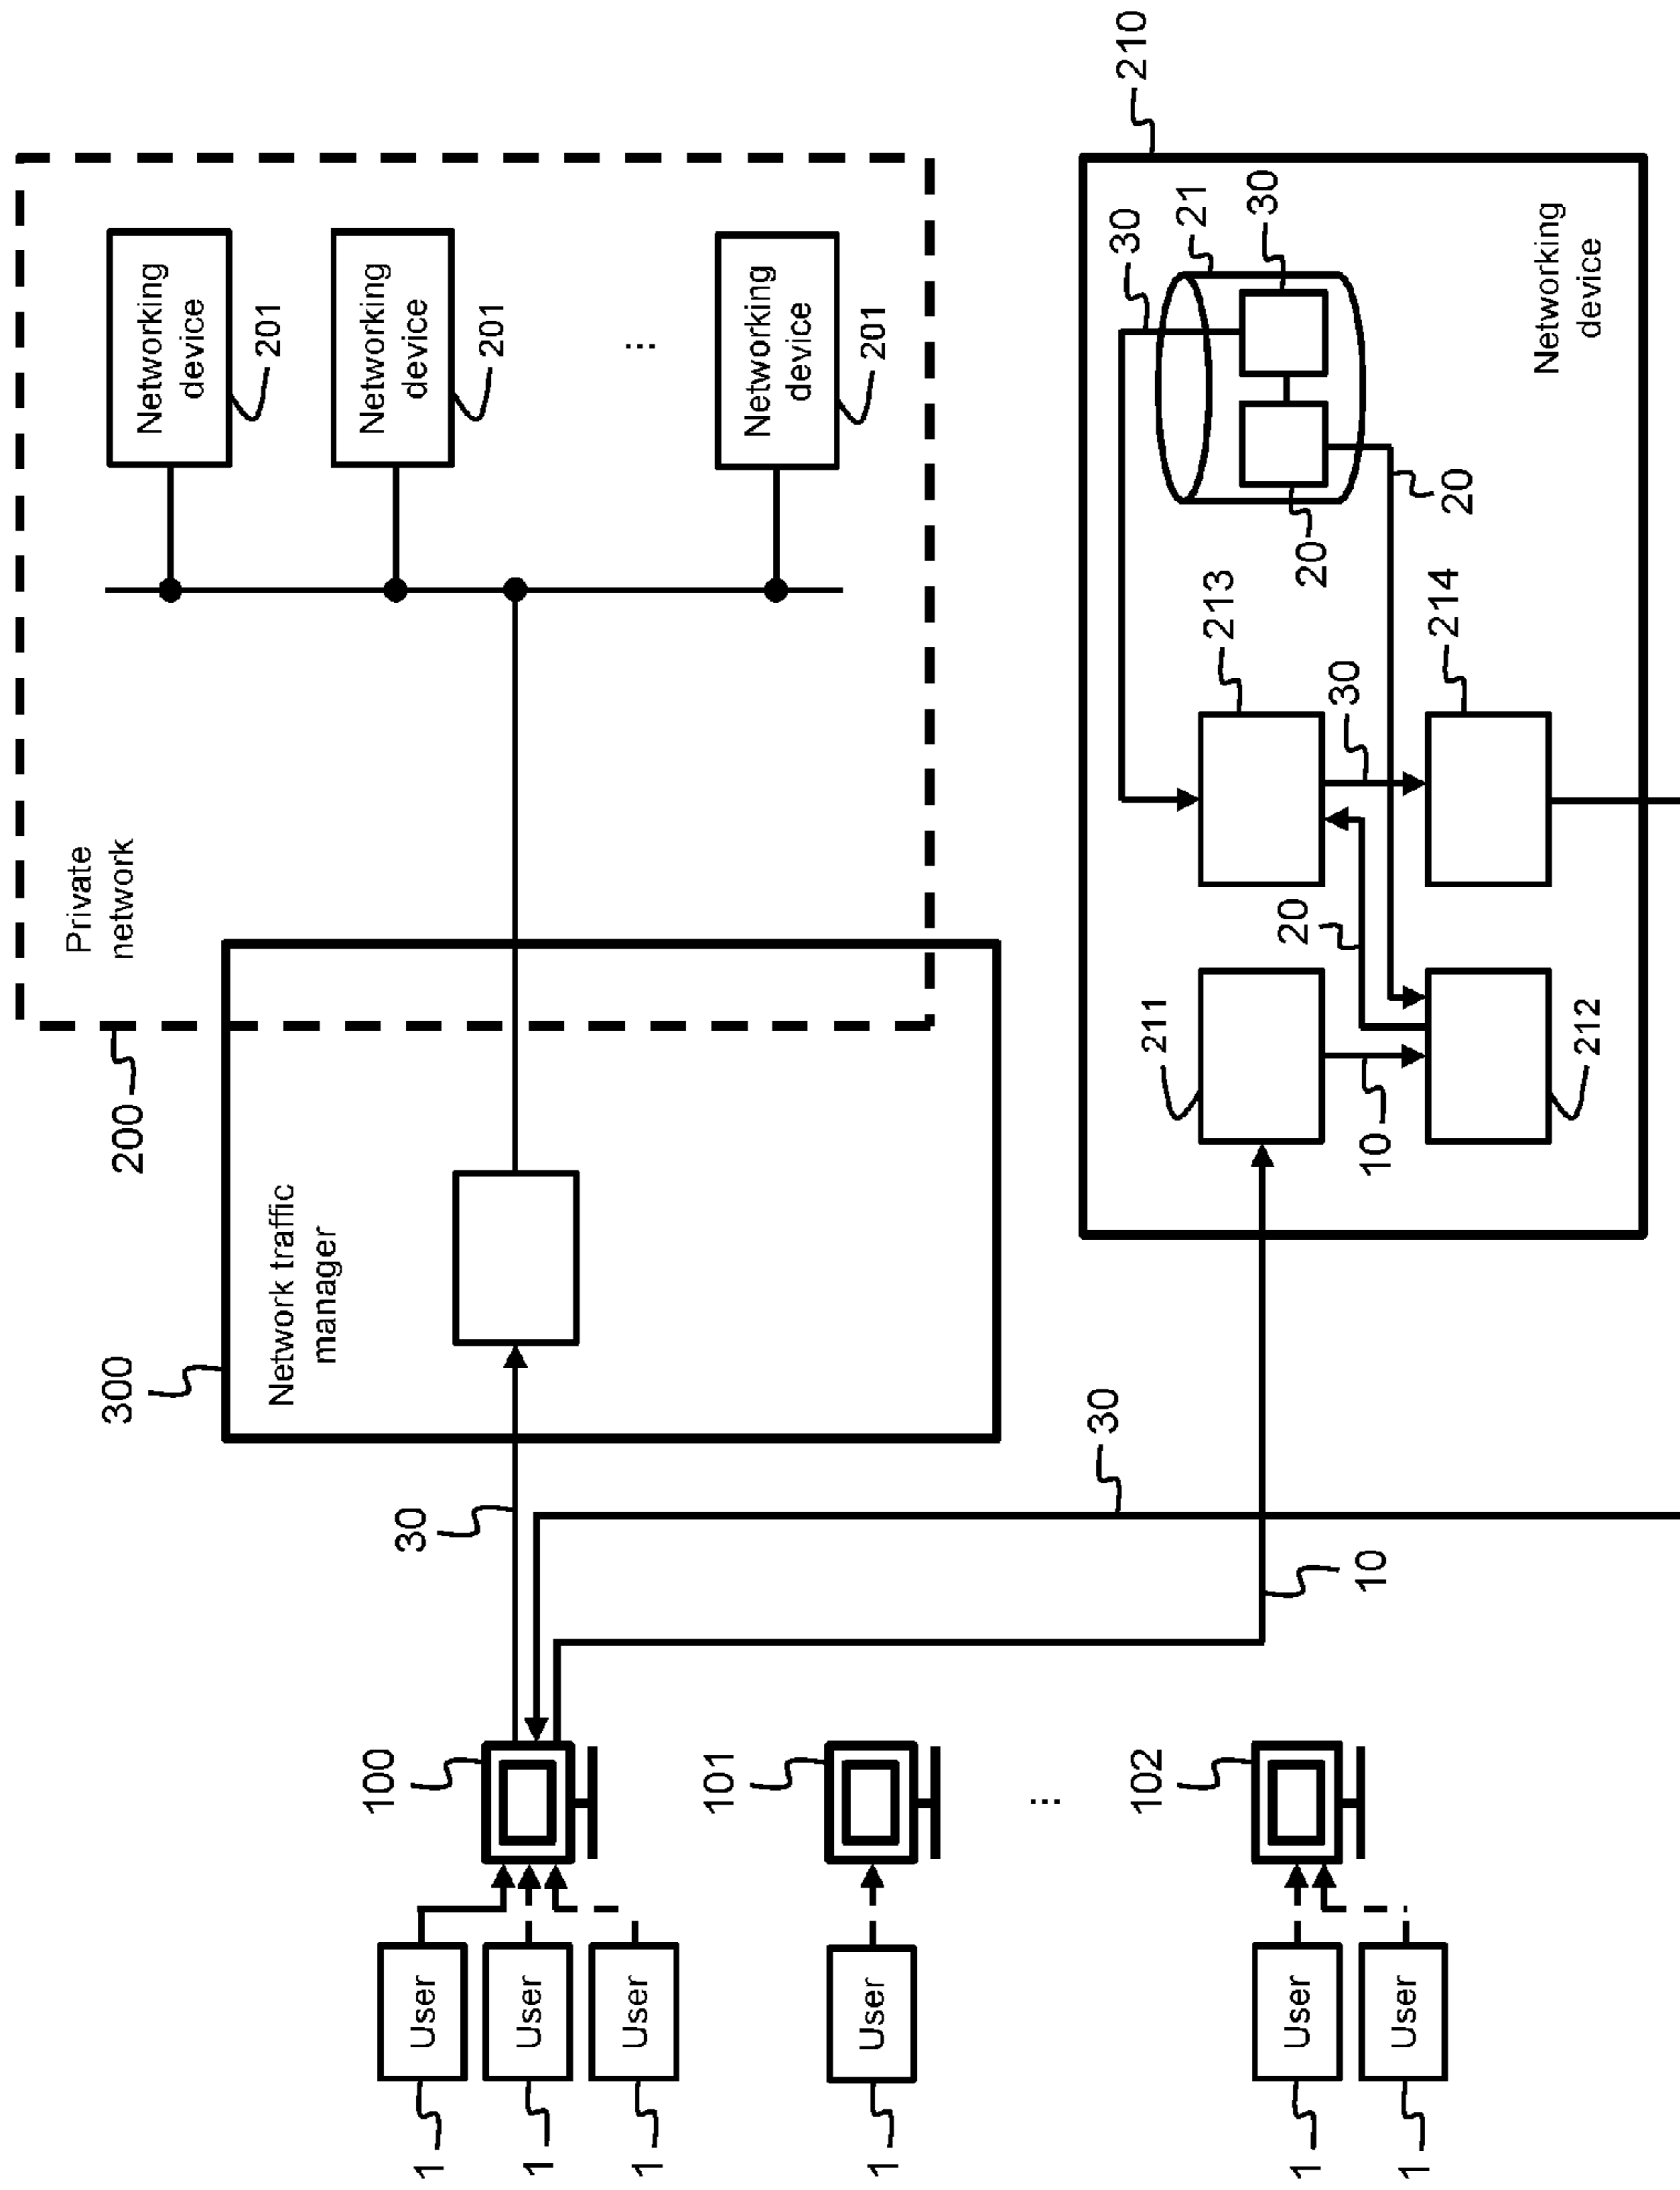 Private
network
200
Networking
device
201
Networking
device
201
...
Networking
device
201
300
Network traffic
manager
30
100
User
1
User
1
User
1
101
User
1
...
102
User
1
User
1
30
10
210
30
21
30
213
20
20
211
20
30
214
10
212
Networking
device